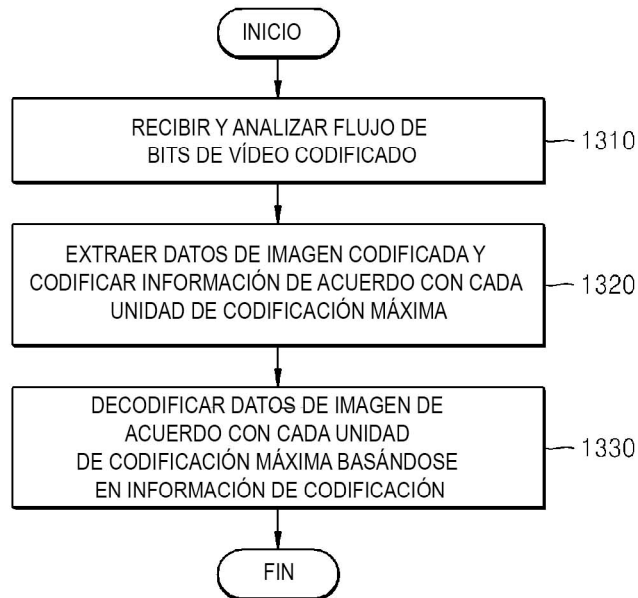 INICIO
RECIBIR Y ANALIZAR FLUJO DE
BITS DE VÍDEO CODIFICADO
1310
EXTRAER DATOS DE IMAGEN CODIFICADA Y
CODIFICAR INFORMACIÓN DE ACUERDO CON CADA
UNIDAD DE CODIFICACIÓN MÁXIMA
1320
DECODIFICAR DATOS DE IMAGEN DE
ACUERDO CON CADA UNIDAD
DE CODIFICACIÓN MÁXIMA BASÁNDOSE
EN INFORMACIÓN DE CODIFICACIÓN
1330
FIN